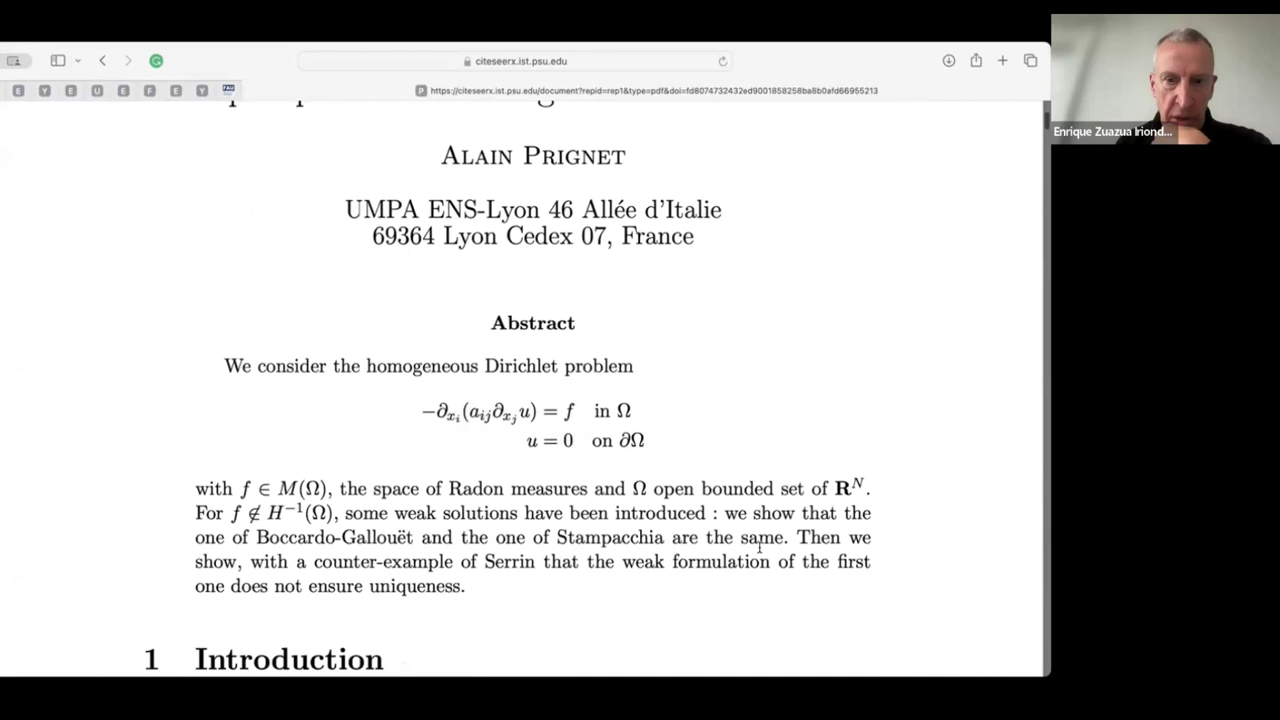 citeseerx.ist.psu.edu
E Y E U E F E Y FAU
P https://citeseerx.ist.psu.edu/document?repid=rep1&type=pdf&doi=fd8074732432ed9001858258ba8b0afd66955213
Enrique Zuazua Iriond...
ALAIN PRIGNET
UMPA ENS-Lyon 46 Allée d'Italie
69364 Lyon Cedex 07, France
Abstract
We consider the homogeneous Dirichlet problem
−∂_{x_i}(a_{ij}∂_{x_j}u) = f in Ω
u = 0 on ∂Ω
with f ∈ M(Ω), the space of Radon measures and Ω open bounded set of R^N.
For f ∉ H^{−1}(Ω), some weak solutions have been introduced : we show that the
one of Boccardo-Gallouët and the one of Stampacchia are the same. Then we
show, with a counter-example of Serrin that the weak formulation of the first
one does not ensure uniqueness.
1 Introduction